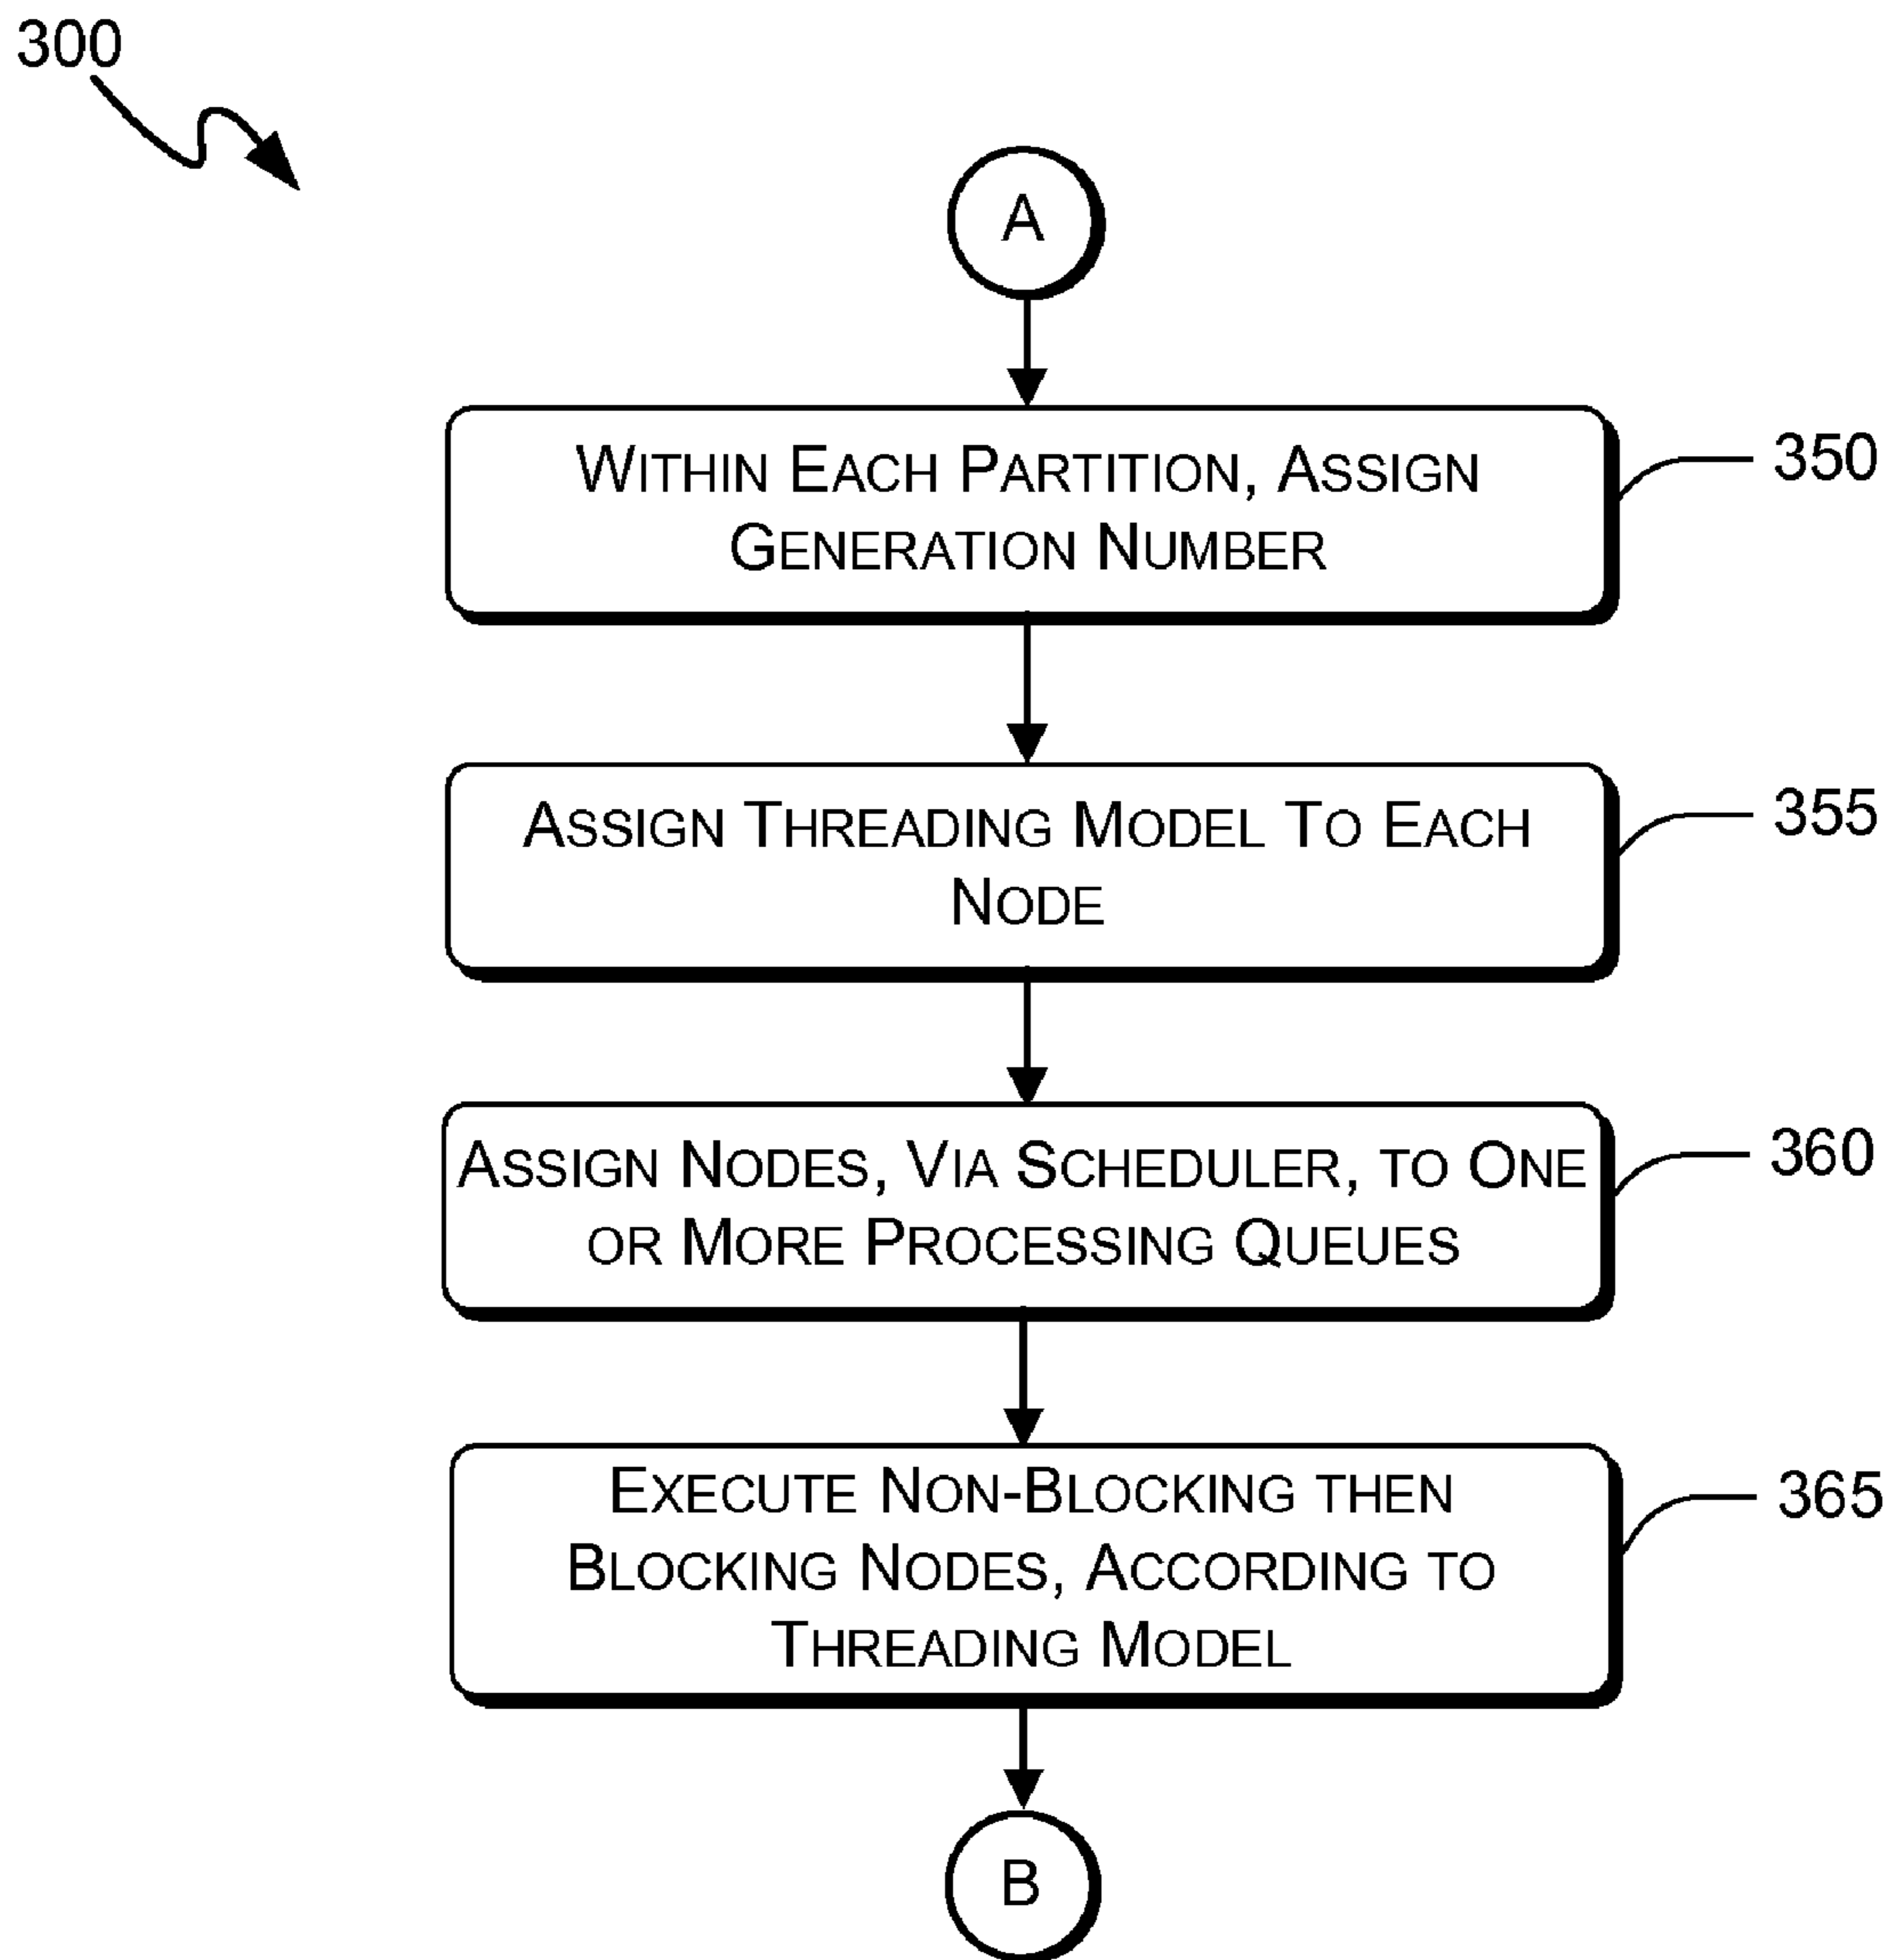 300
A
WITHIN EACH PARTITION, ASSIGN
GENERATION NUMBER
350
ASSIGN THREADING MODEL TO EACH
NODE
355
ASSIGN NODES, VIA SCHEDULER, TO ONE
OR MORE PROCESSING QUEUES
360
EXECUTE NON-BLOCKING THEN
BLOCKING NODES, ACCORDING TO
THREADING MODEL
365
B